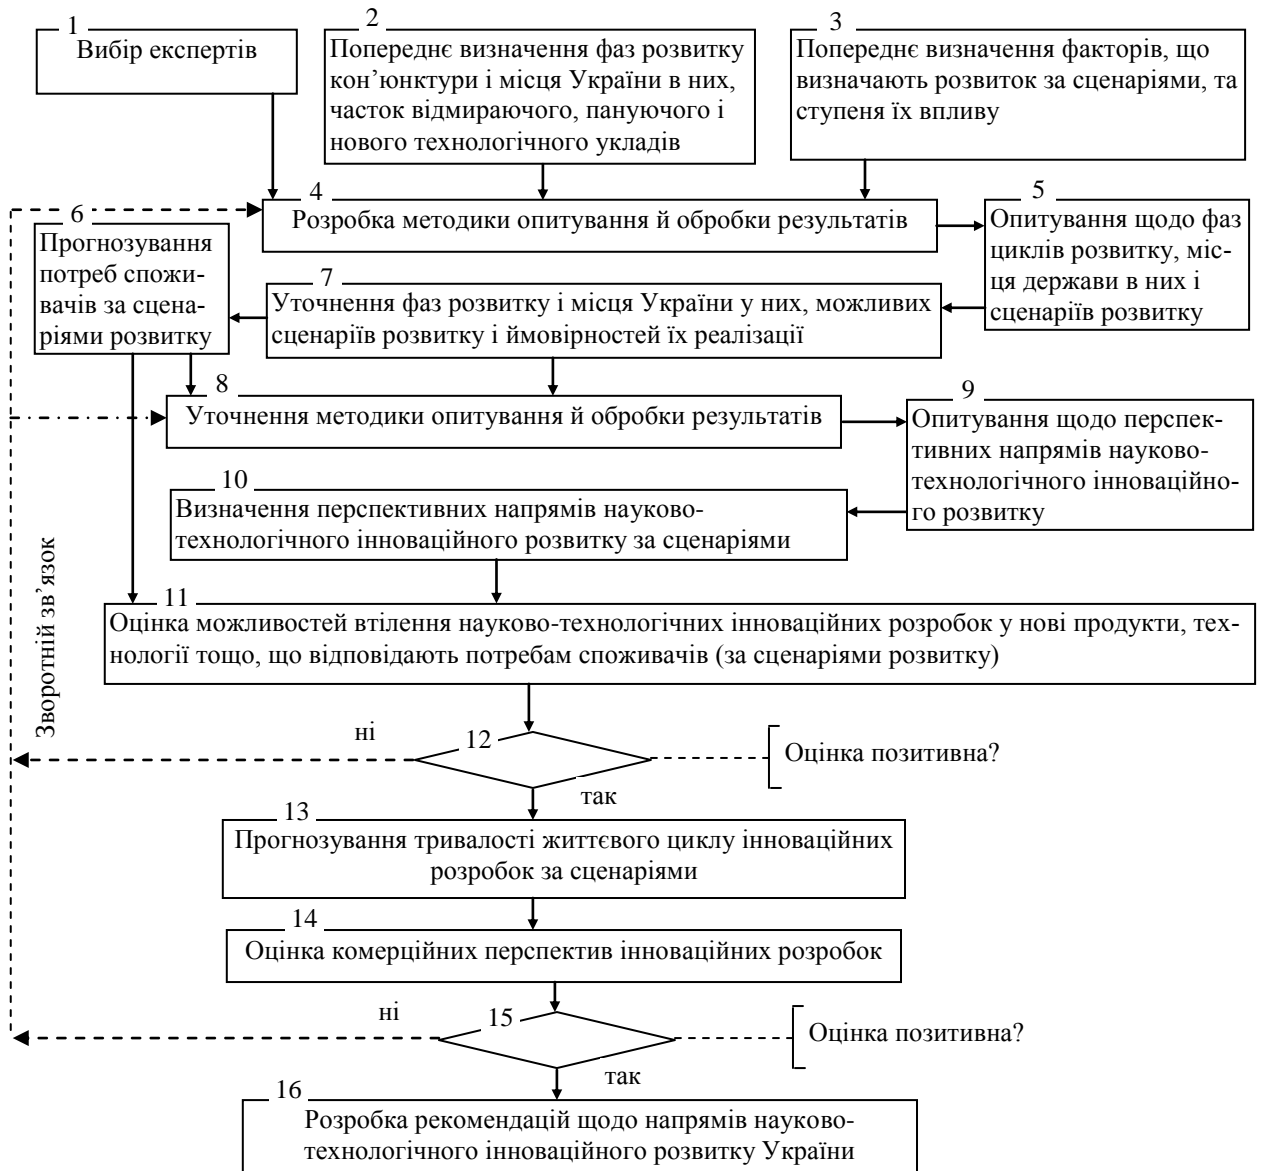 1
Вибір експертів
2
Попереднє визначення фаз розвитку
кон’юнктури і місця України в них,
часток відмираючого, пануючого і
нового технологічного укладів
3
Попереднє визначення факторів, що
визначають розвиток за сценаріями, та
ступеня їх впливу
4
Розробка методики опитування й обробки результатів
5
Опитування щодо фаз
циклів розвитку, міс-
ця держави в них і
сценаріїв розвитку
6
Прогнозування
потреб спожи-
вачів за сцена-
ріями розвитку
7
Уточнення фаз розвитку і місця України у них, можливих
сценаріїв розвитку і ймовірностей їх реалізації
8
Уточнення методики опитування й обробки результатів
9
Опитування щодо перспек-
тивних напрямів науково-
технологічного інноваційно-
го розвитку
10
Визначення перспективних напрямів науково-
технологічного інноваційного розвитку за сценаріями
Зворотній зв’язок
11
Оцінка можливостей втілення науково-технологічних інноваційних розробок у нові продукти, тех-
нології тощо, що відповідають потребам споживачів (за сценаріями розвитку)
ні
12
Оцінка позитивна?
так
13
Прогнозування тривалості життєвого циклу інноваційних
розробок за сценаріями
14
Оцінка комерційних перспектив інноваційних розробок
ні
15
Оцінка позитивна?
так
16
Розробка рекомендацій щодо напрямів науково-
технологічного інноваційного розвитку України